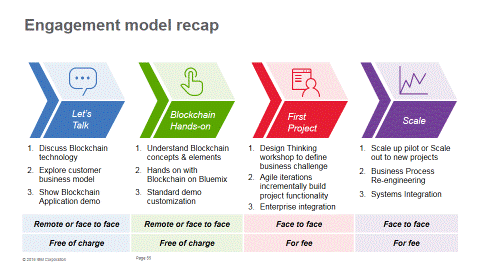 Engagement model recap
Let's
Talk
Blockchain
Hands-on
First
Project
Scale
1. Discuss Blockchain
technology
2. Explore customer
business model
3. Show Blockchain
Application demo
1. Understand Blockchain
concepts & elements
2. Hands on with
Blockchain on Bluemix
3. Standard demo
customization
1. Design Thinking
workshop to define
business challenge
2. Agile iterations
incrementally build
project functionality
3. Enterprise integration
1. Scale up pilot or Scale
out to new projects
2. Business Process
Re-engineering
3. Systems Integration
Remote or face to face
Remote or face to face
Face to face
Face to face
Free of charge
Free of charge
For fee
For fee
© 2016 IBM Corporation
Page 35